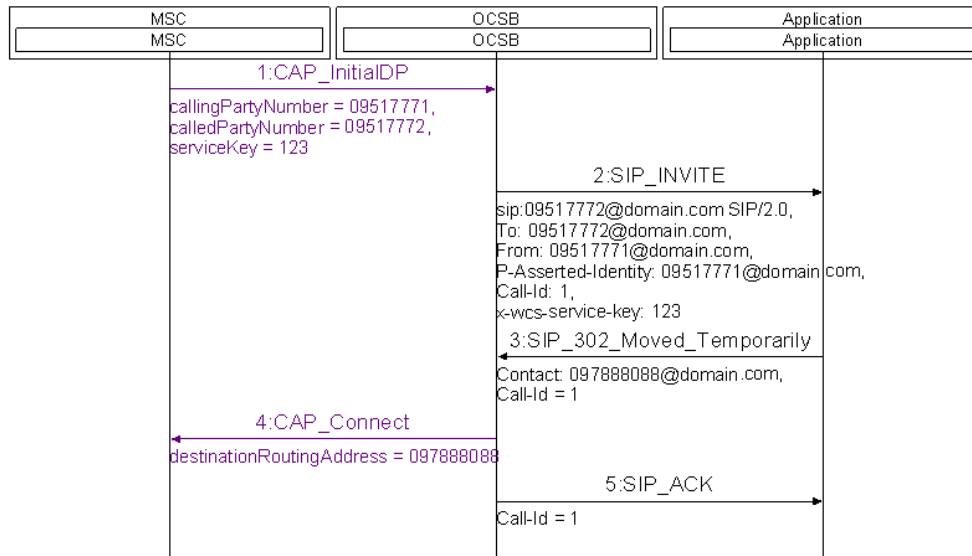 MSC
OCSB
Application
MSC
OCSB
Application
1:CAP_InitialDP
callingPartyNumber = 09517771,
calledPartyNumber = 09517772,
serviceKey = 123
2:SIP_INVITE
sip:09517772@domain.com SIP/2.0,
To: 09517772@domain.com,
From: 09517771@domain.com,
P-Asserted-Identity: 09517771@domain.com,
Call-Id: 1,
x-wcs-service-key: 123
3:SIP_302_Moved_Temporarily
Contact: 097888088@domain.com,
Call-Id = 1
4:CAP_Connect
destinationRoutingAddress = 097888088
5:SIP_ACK
Call-Id = 1